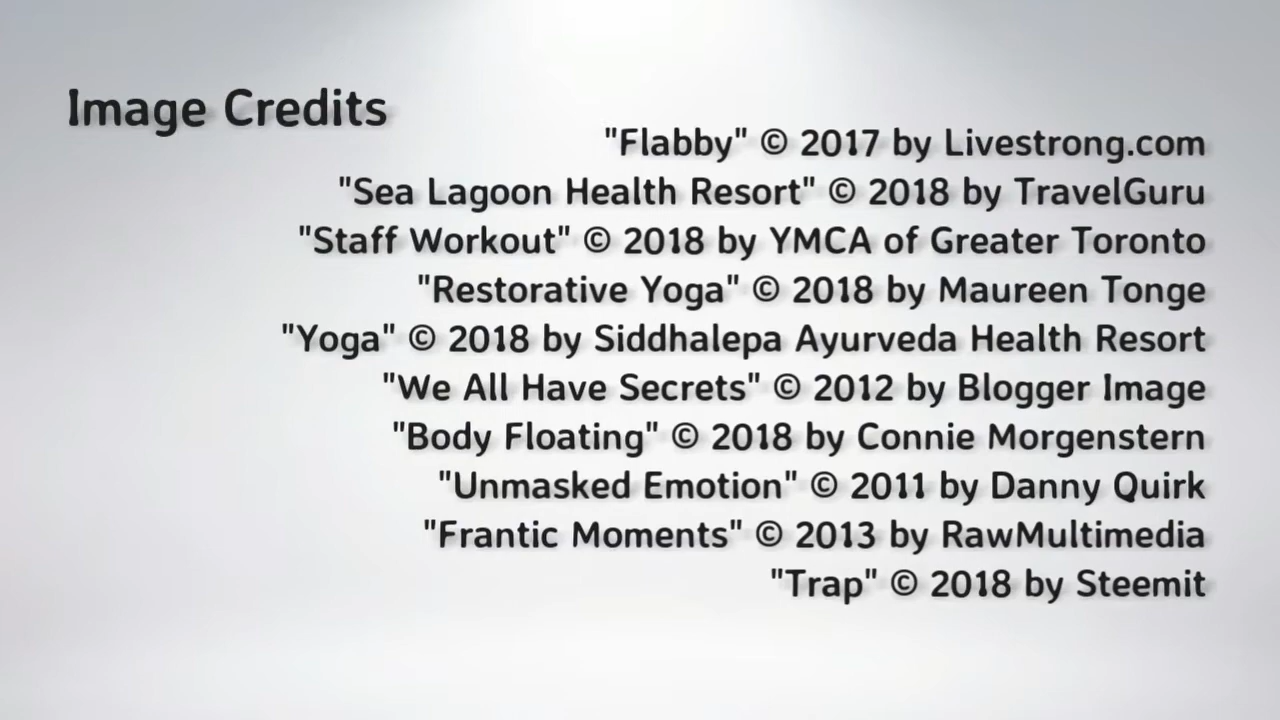 Image Credits
"Flabby" © 2017 by Livestrong.com
"Sea Lagoon Health Resort" © 2018 by TravelGuru
"Staff Workout" © 2018 by YMCA of Greater Toronto
"Restorative Yoga" © 2018 by Maureen Tonge
"Yoga" © 2018 by Siddhalepa Ayurveda Health Resort
"We All Have Secrets" © 2012 by Blogger Image
"Body Floating" © 2018 by Connie Morgenstern
"Unmasked Emotion" © 2011 by Danny Quirk
"Frantic Moments" © 2013 by RawMultimedia
"Trap" © 2018 by Steemit